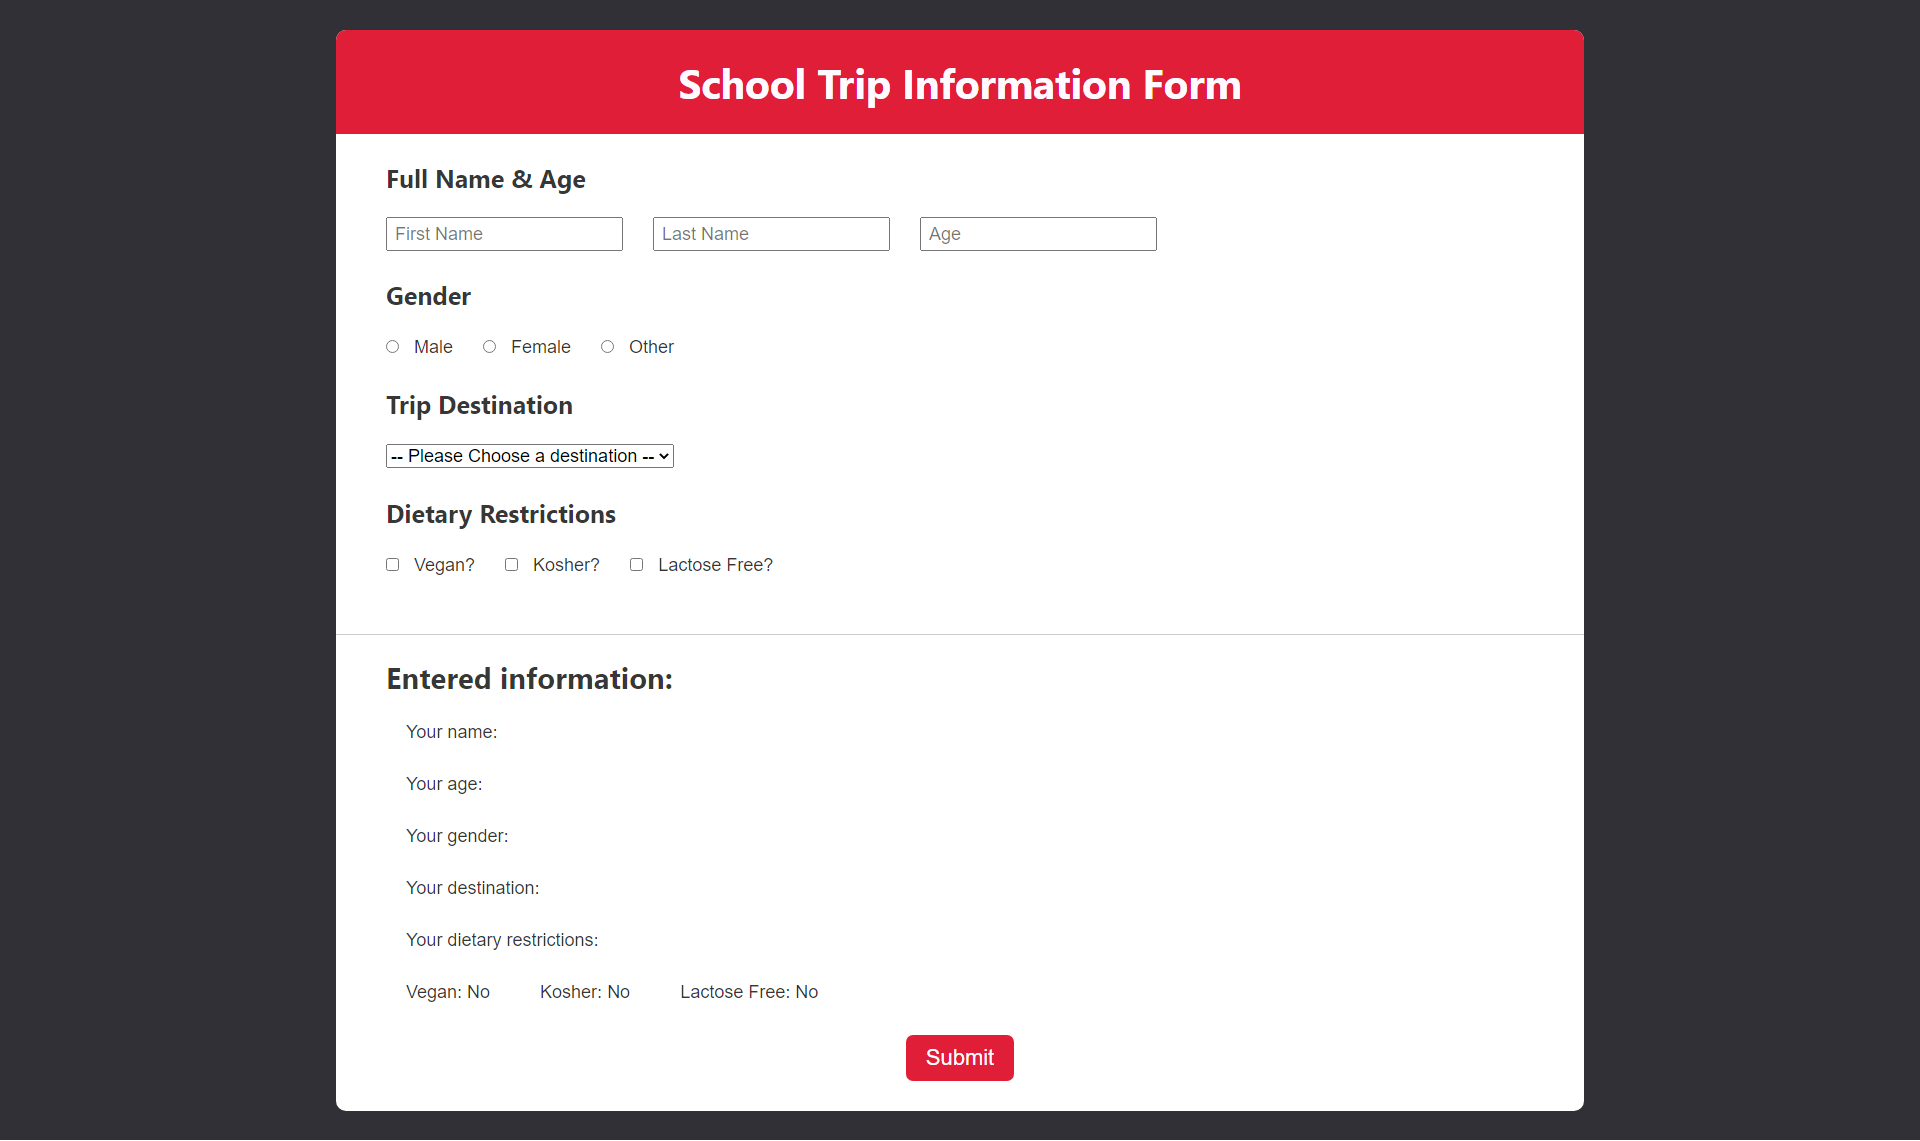 School Trip Information Form
Full Name & Age
First Name Last Name Age
Gender
Male Female Other
Trip Destination
-- Please Choose a destination --
Dietary Restrictions
Vegan? Kosher? Lactose Free?
Entered information:
Your name:
Your age:
Your gender:
Your destination:
Your dietary restrictions:
Vegan: No Kosher: No Lactose Free: No
Submit